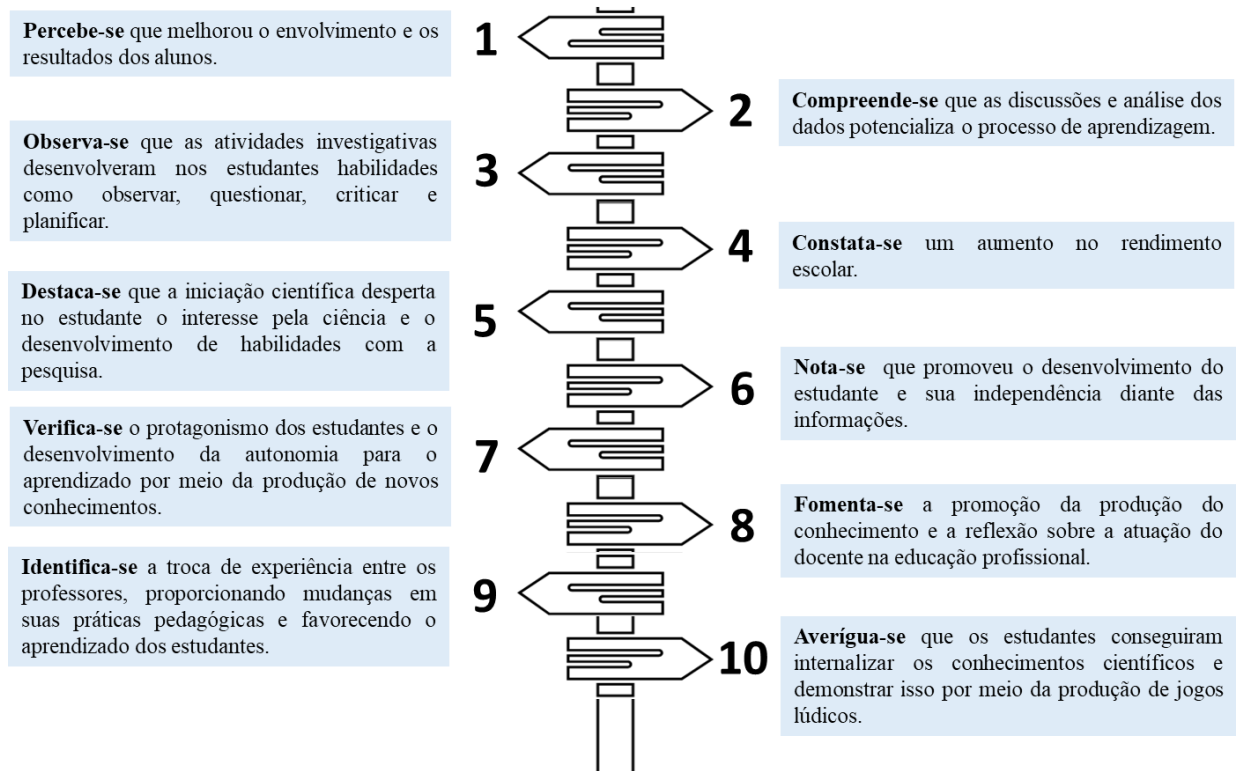 1
Percebe-se que melhorou o envolvimento e os
resultados dos alunos.
2
Compreende-se que as discussões e análise dos
dados potencializa o processo de aprendizagem.
3
Observa-se que as atividades investigativas
desenvolveram nos estudantes habilidades
como observar, questionar, criticar e
planificar.
4
Constata-se um aumento no rendimento
escolar.
5
Destaca-se que a iniciação científica desperta
no estudante o interesse pela ciência e o
desenvolvimento de habilidades com a
pesquisa.
6
Nota-se que promoveu o desenvolvimento do
estudante e sua independência diante das
informações.
7
Verifica-se o protagonismo dos estudantes e o
desenvolvimento da autonomia para o
aprendizado por meio da produção de novos
conhecimentos.
8
Fomenta-se a promoção da produção do
conhecimento e a reflexão sobre a atuação do
docente na educação profissional.
9
Identifica-se a troca de experiência entre os
professores, proporcionando mudanças em
suas práticas pedagógicas e favorecendo o
aprendizado dos estudantes.
10
Averígua-se que os estudantes conseguiram
internalizar os conhecimentos científicos e
demonstrar isso por meio da produção de jogos
lúdicos.